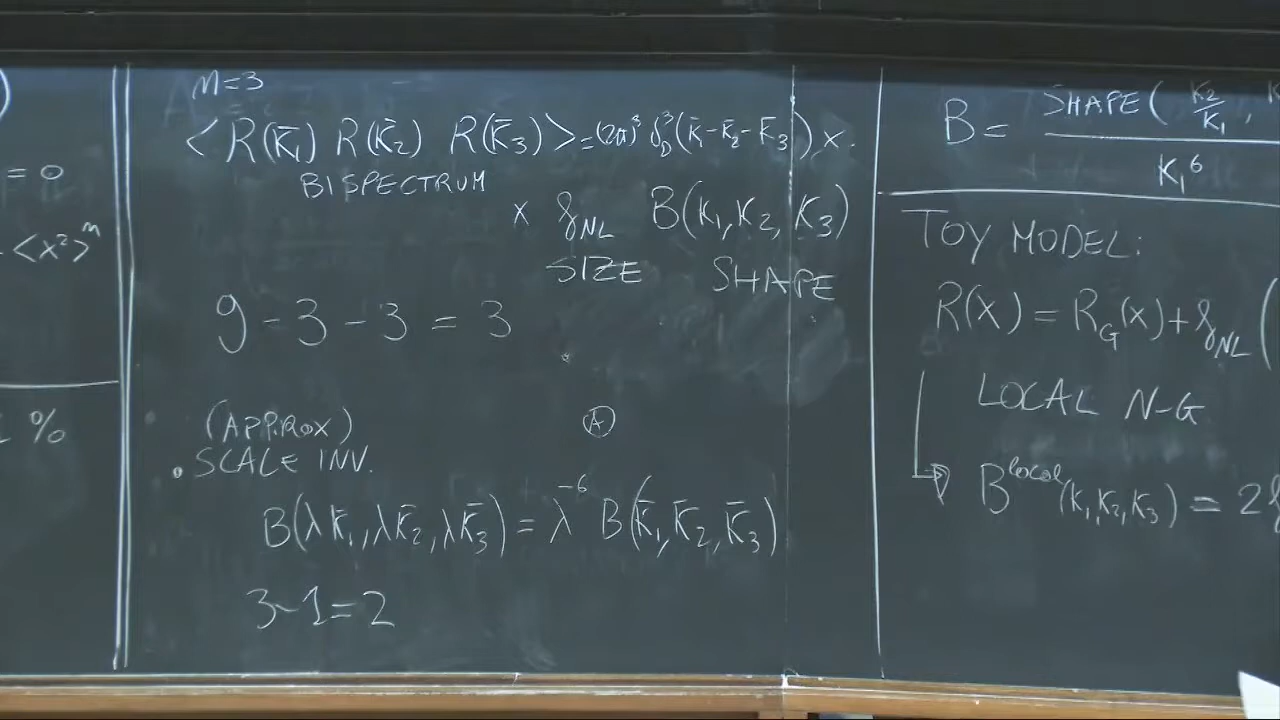 )
= 0
<x²>ᵐ
%
n=3
< R(k̄₁) R(k̄₂) R(k̄₃) > = (2π)³ δ_D³(k̄₁-k̄₂-k̄₃) ×.
BISPECTRUM
× f_NL B(k₁,k₂,k₃)
SIZE SHAPE
9-3-3=3
(APPROX)
A
• SCALE INV.
B(λk̄₁,λk̄₂,λk̄₃) = λ⁻⁶ B(k̄₁,k̄₂,k̄₃)
3-1=2
B = SHAPE(k₂/k₁,
k₁⁶
TOY MODEL:
R(x) = R_G(x)+f_NL (
LOCAL N-G
B^local(k₁,k₂,k₃) = 2f